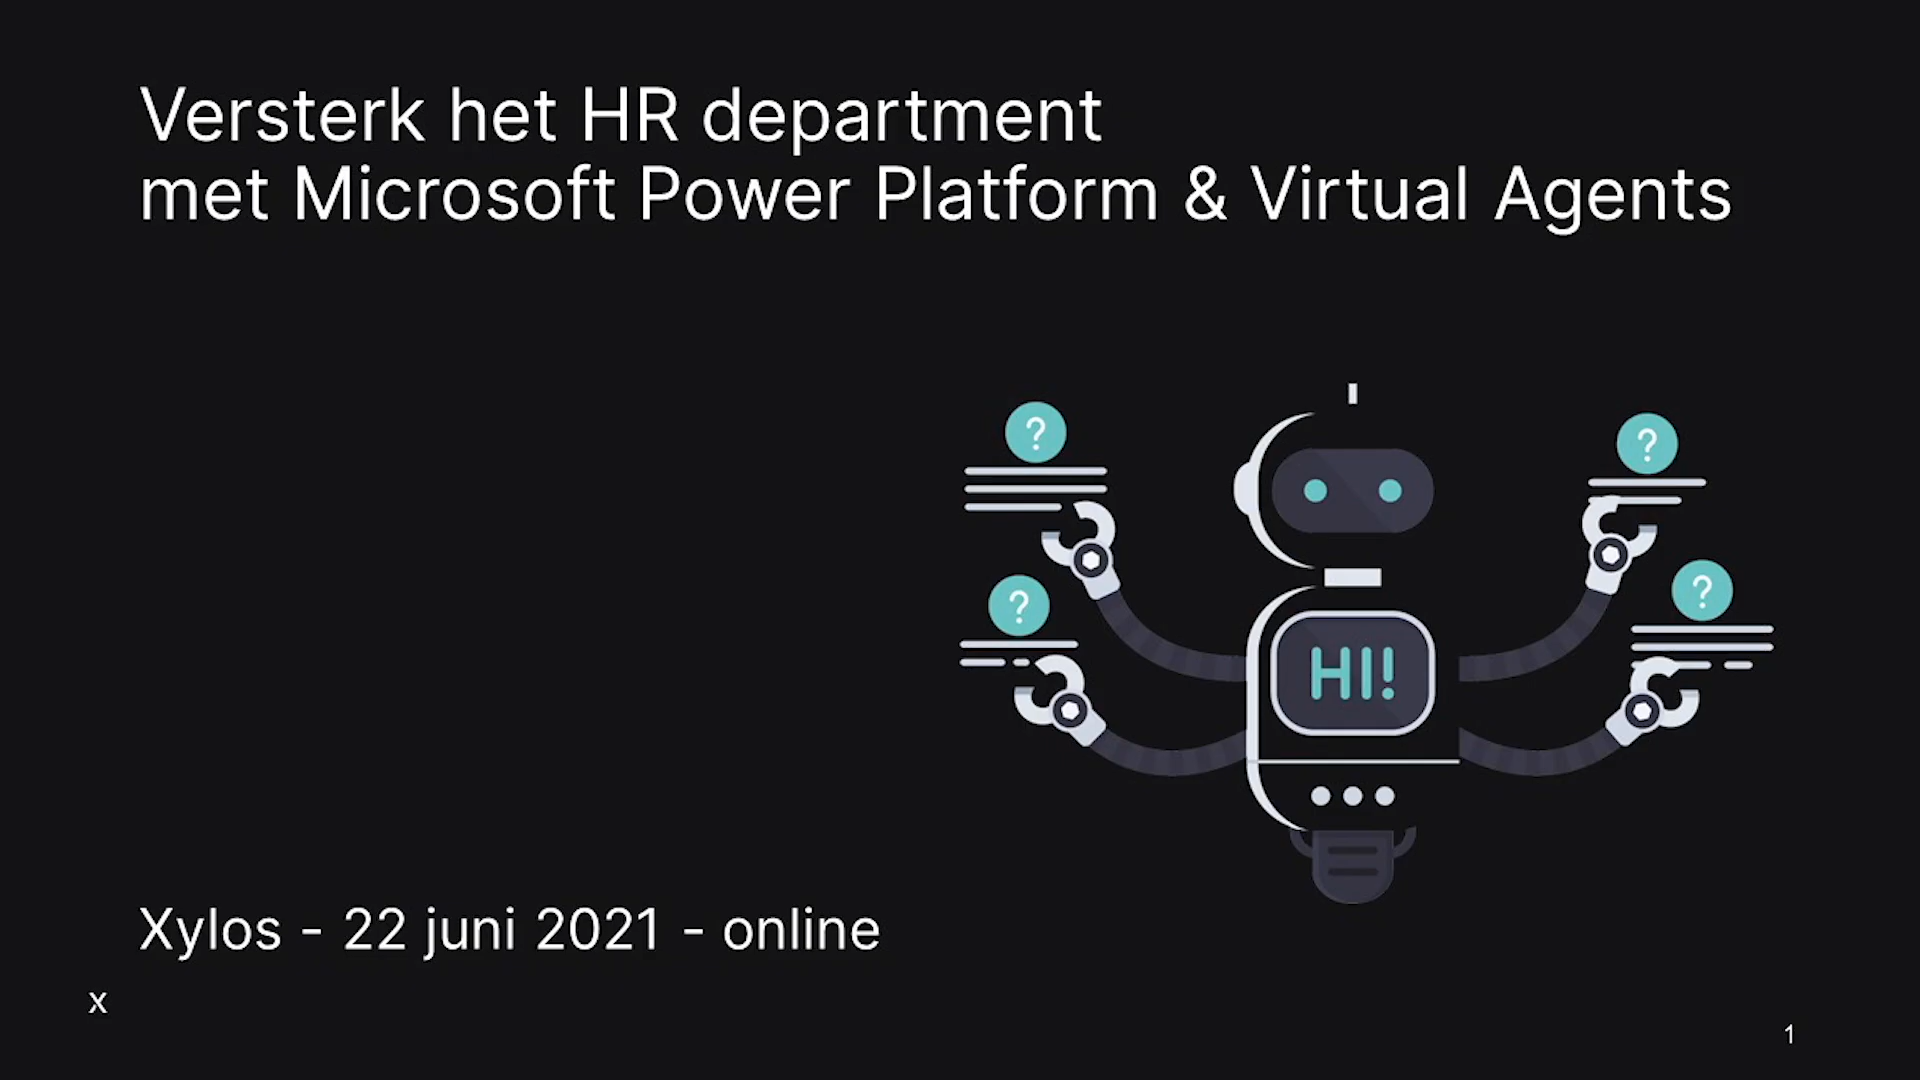 Versterk het HR department
met Microsoft Power Platform & Virtual Agents
?
?
?
?
HI!
Xylos - 22 juni 2021 - online
x
1